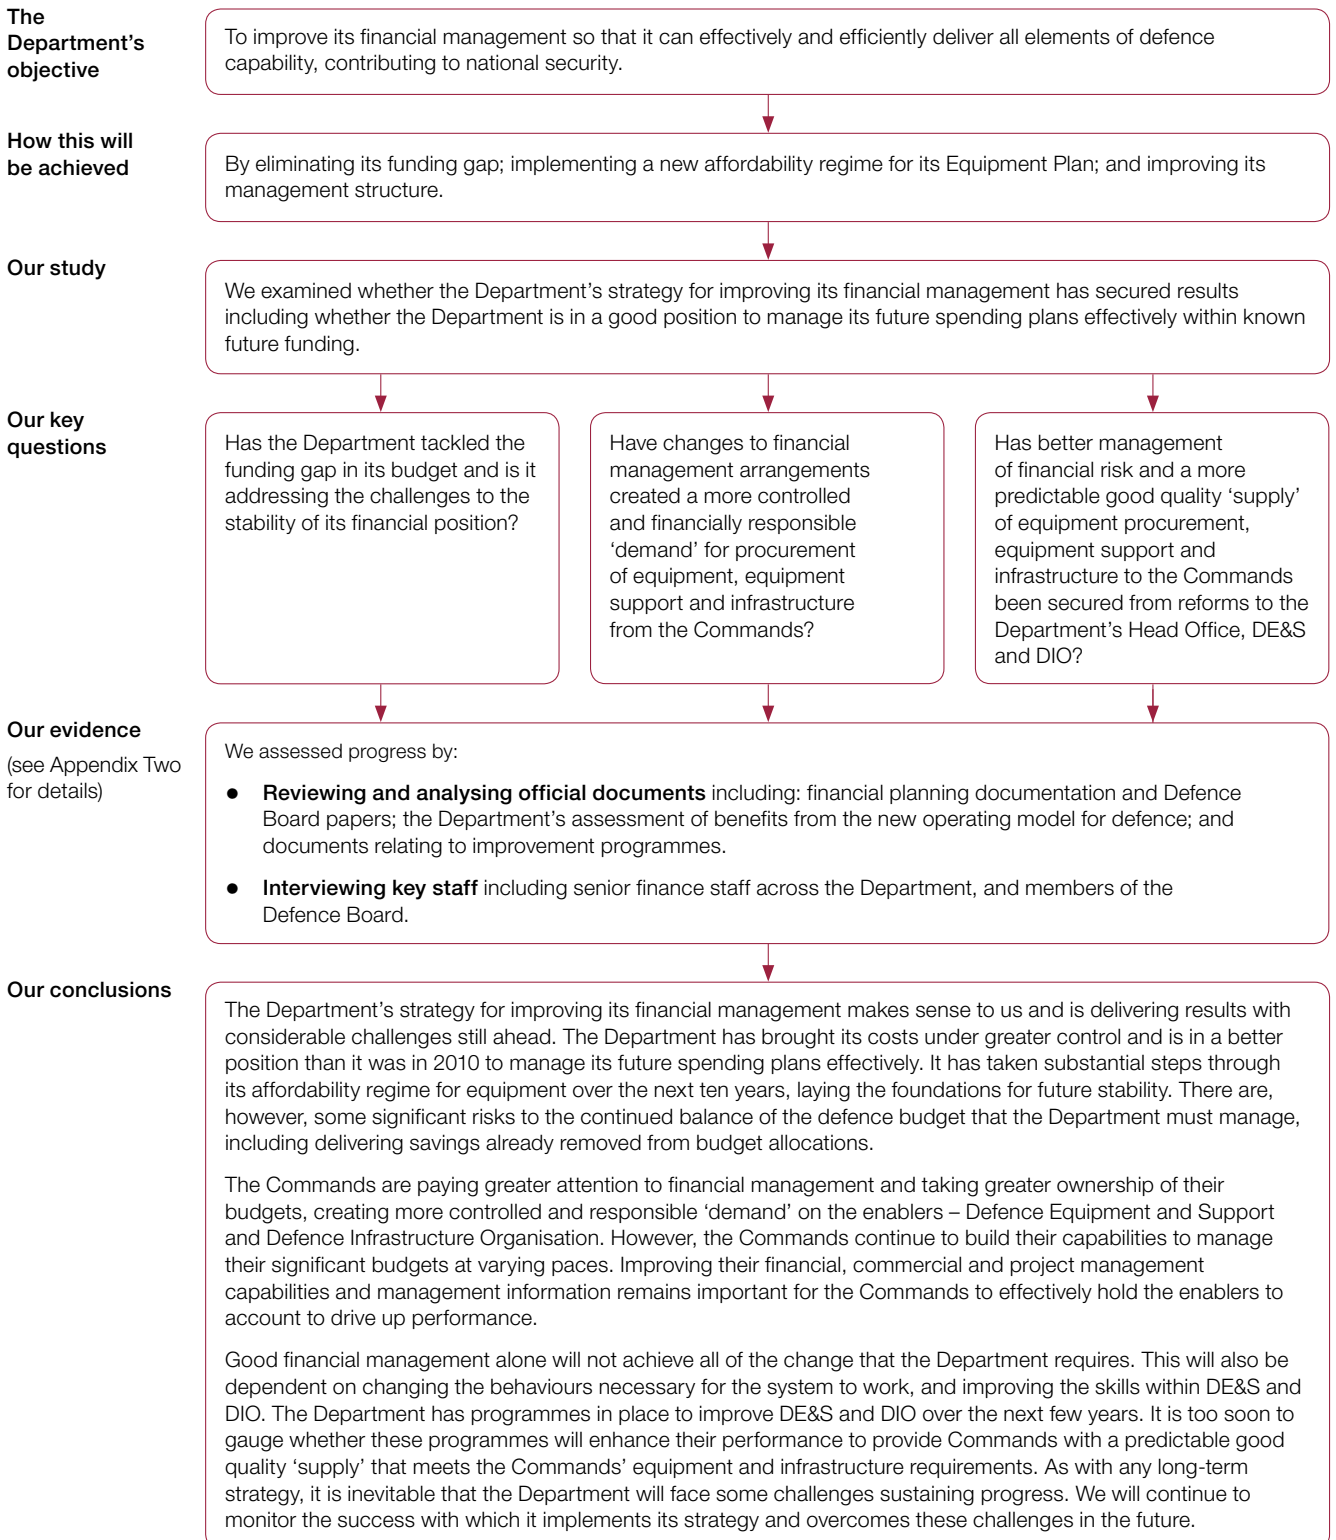 The
Department’s
objective
To improve its financial management so that it can effectively and efficiently deliver all elements of defence
capability, contributing to national security.
How this will
be achieved
By eliminating its funding gap; implementing a new affordability regime for its Equipment Plan; and improving its
management structure.
Our study
We examined whether the Department’s strategy for improving its financial management has secured results
including whether the Department is in a good position to manage its future spending plans effectively within known
future funding.
Our key
questions
Has the Department tackled the
funding gap in its budget and is it
addressing the challenges to the
stability of its financial position?
Have changes to financial
management arrangements
created a more controlled
and financially responsible
‘demand’ for procurement
of equipment, equipment
support and infrastructure
from the Commands?
Has better management
of financial risk and a more
predictable good quality ‘supply’
of equipment procurement,
equipment support and
infrastructure to the Commands
been secured from reforms to the
Department’s Head Office, DE&S
and DIO?
Our evidence
(see Appendix Two
for details)
We assessed progress by:
● Reviewing and analysing official documents including: financial planning documentation and Defence
Board papers; the Department’s assessment of benefits from the new operating model for defence; and
documents relating to improvement programmes.
● Interviewing key staff including senior finance staff across the Department, and members of the
Defence Board.
Our conclusions
The Department’s strategy for improving its financial management makes sense to us and is delivering results with
considerable challenges still ahead. The Department has brought its costs under greater control and is in a better
position than it was in 2010 to manage its future spending plans effectively. It has taken substantial steps through
its affordability regime for equipment over the next ten years, laying the foundations for future stability. There are,
however, some significant risks to the continued balance of the defence budget that the Department must manage,
including delivering savings already removed from budget allocations.
The Commands are paying greater attention to financial management and taking greater ownership of their
budgets, creating more controlled and responsible ‘demand’ on the enablers – Defence Equipment and Support
and Defence Infrastructure Organisation. However, the Commands continue to build their capabilities to manage
their significant budgets at varying paces. Improving their financial, commercial and project management
capabilities and management information remains important for the Commands to effectively hold the enablers to
account to drive up performance.
Good financial management alone will not achieve all of the change that the Department requires. This will also be
dependent on changing the behaviours necessary for the system to work, and improving the skills within DE&S and
DIO. The Department has programmes in place to improve DE&S and DIO over the next few years. It is too soon to
gauge whether these programmes will enhance their performance to provide Commands with a predictable good
quality ‘supply’ that meets the Commands’ equipment and infrastructure requirements. As with any long-term
strategy, it is inevitable that the Department will face some challenges sustaining progress. We will continue to
monitor the success with which it implements its strategy and overcomes these challenges in the future.